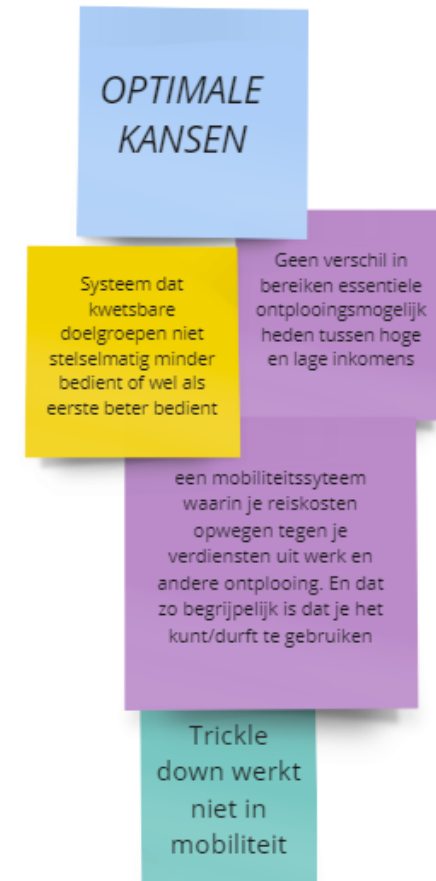 OPTIMALE
KANSEN
Systeem dat
kwetsbare
doelgroepen niet
stelselmatig minder
bedient of wel als
eerste beter bedient
Geen verschil in
bereiken essentiele
ontplooingsmogelijk
heden tussen hoge
en lage inkomens
een mobiliteitssyteem
waarin je reiskosten
opwegen tegen je
verdiensten uit werk en
andere ontplooing. En dat
zo begrijpelijk is dat je het
kunt/durft te gebruiken
Trickle
down werkt
niet in
mobiliteit